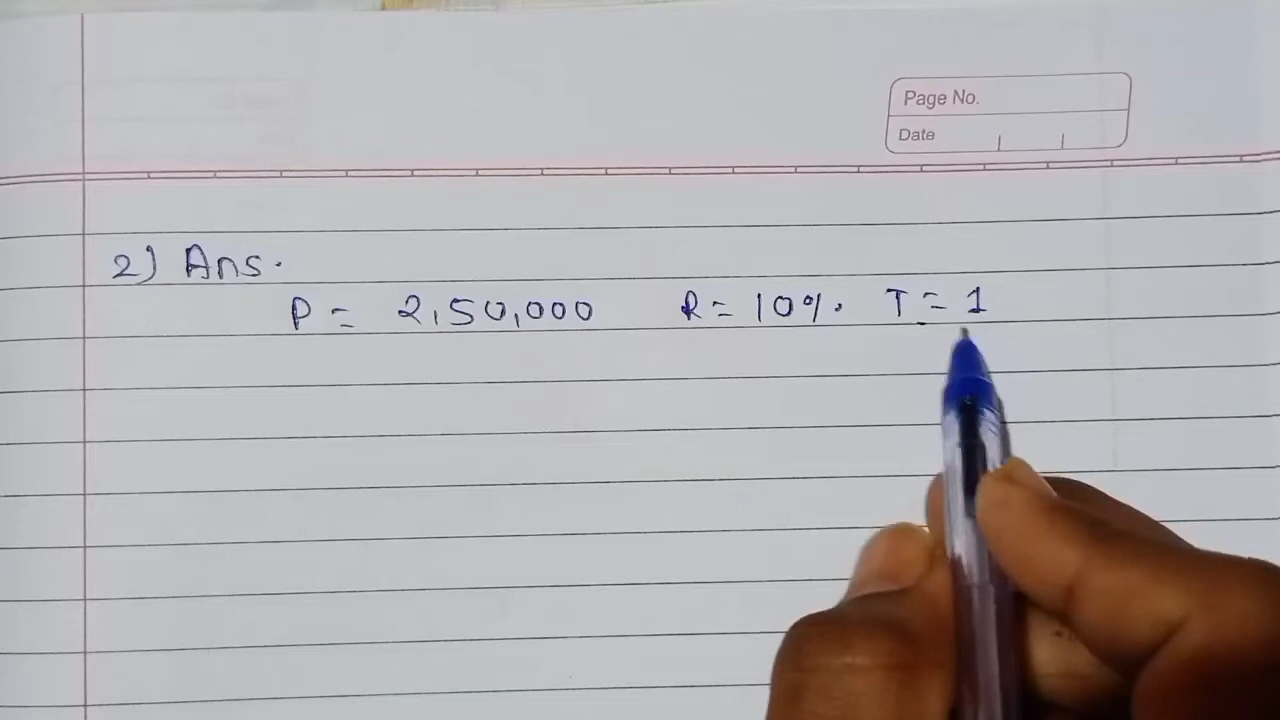 Page No.
Date
2) Ans.
P = 2,50,000 R = 10%. T = 1